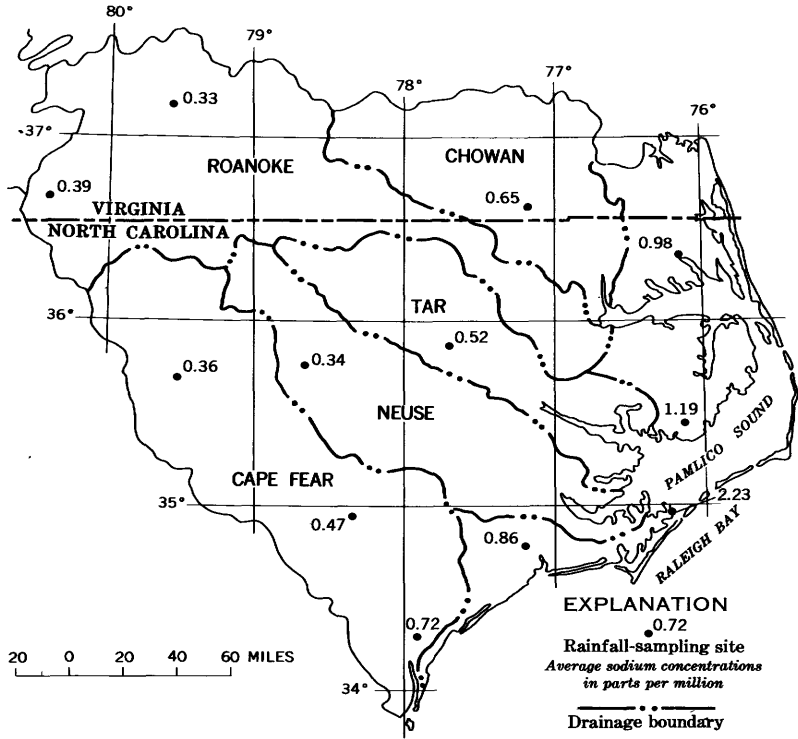 80°
79°
78°
77°
76°
0.33
37°
ROANOKE
CHOWAN
0.39
0.65
VIRGINIA
NORTH CAROLINA
0.98
36°
TAR
0.52
0.36
0.34
NEUSE
1.19
PAMLICO SOUND
CAPE FEAR
35°
2.23
0.47
0.86
RALEIGH BAY
EXPLANATION
0.72
0.72
Rainfall-sampling site
Average sodium concentrations
in parts per million
20 0 20 40 60 MILES
34°
Drainage boundary